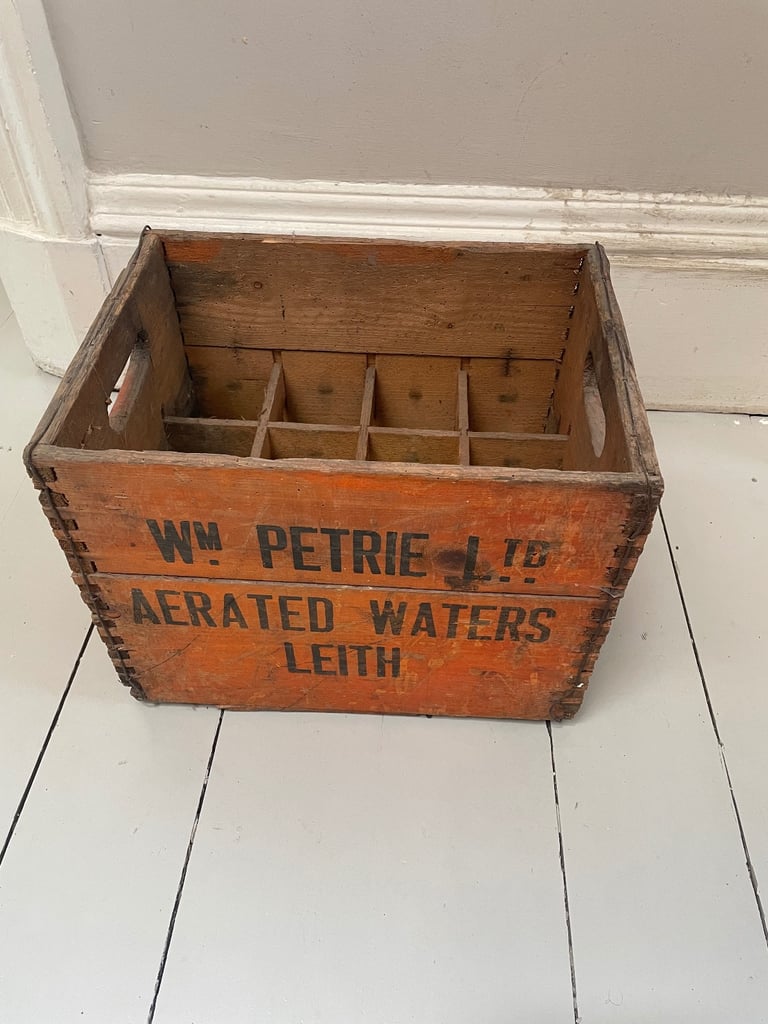 WM. PETRIE LTD.
AERATED WATERS
LEITH